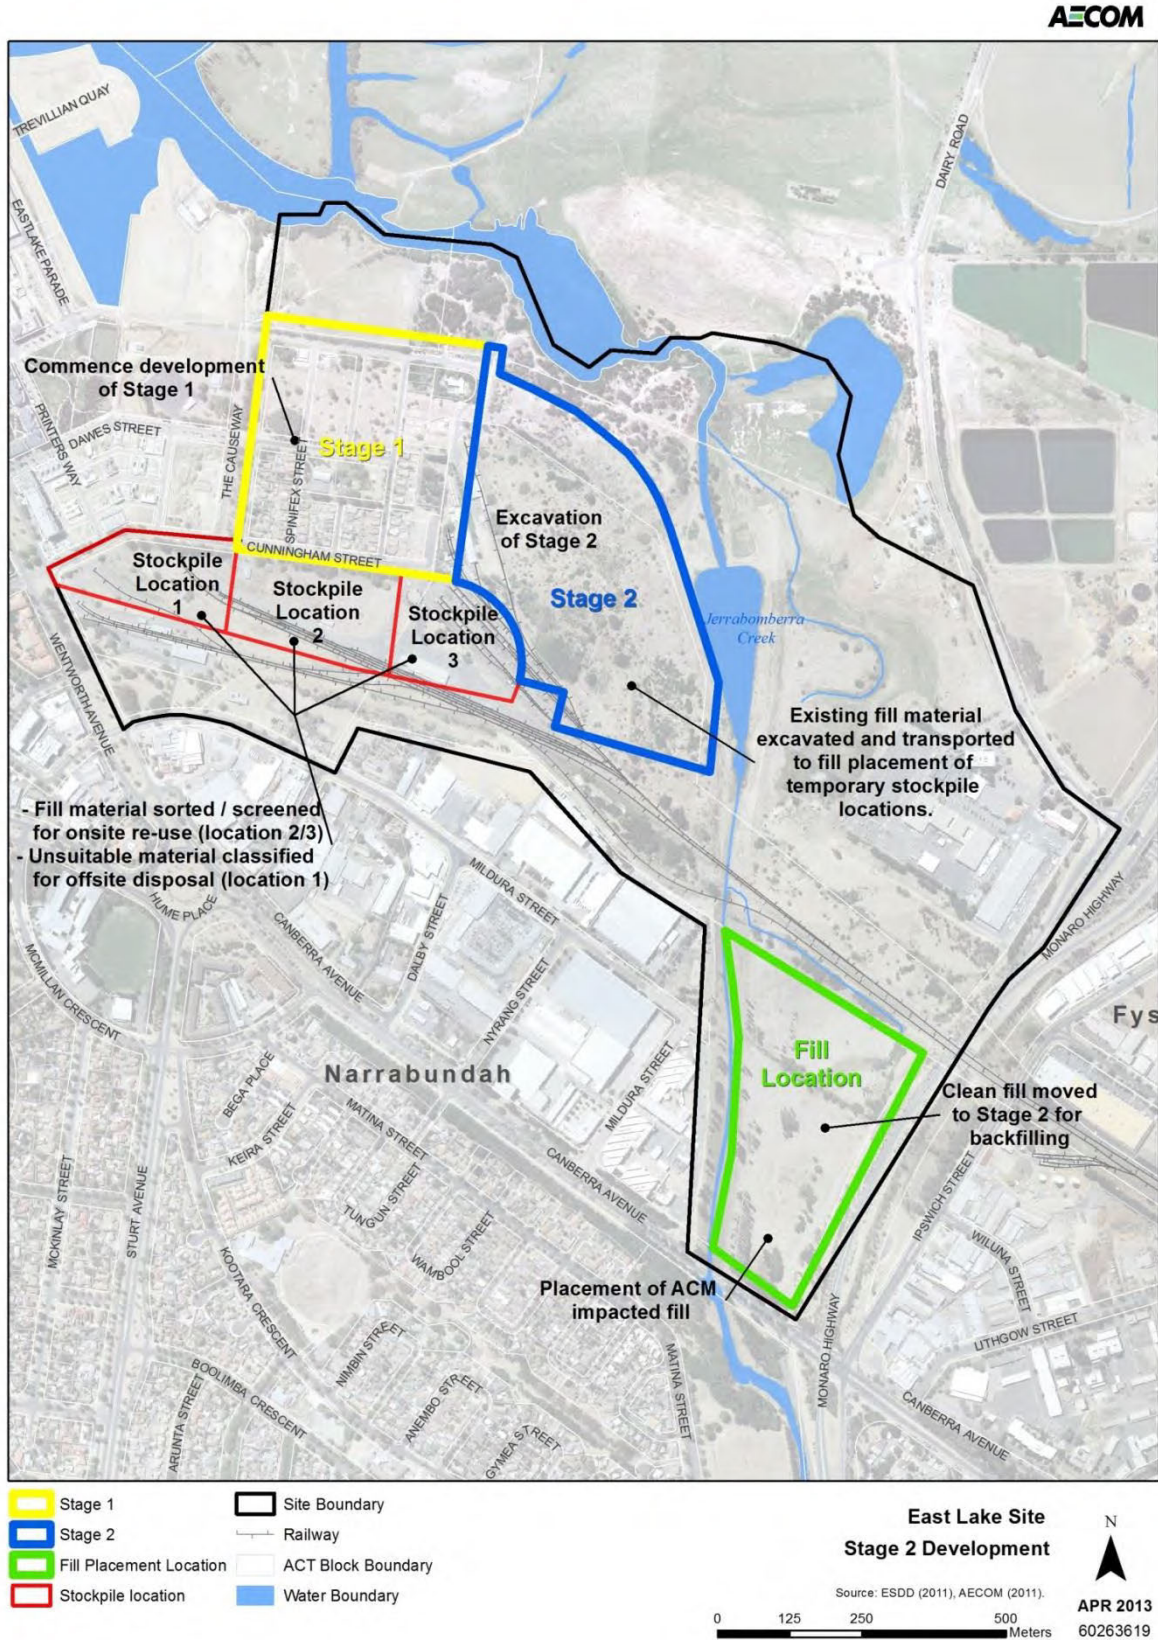 AECOM
TREVILLIAN QUAY
EASTLAKE PARADE
DAIRY ROAD
Commence development
of Stage 1
PRINTERS WAY
DAWES STREET
THE CAUSEWAY
SPINIFEX STREET
Stage 1
CUNNINGHAM STREET
Excavation
of Stage 2
Stage 2
Stockpile
Location
1
Stockpile
Location
2
Stockpile
Location
3
Jerrabomberra
Creek
WENTWORTH AVENUE
Existing fill material
excavated and transported
to fill placement of
temporary stockpile
locations.
- Fill material sorted / screened
for onsite re-use (location 2/3)
- Unsuitable material classified
for offsite disposal (location 1)
HUME PLACE
MILDURA STREET
CANBERRA AVENUE
DALBY STREET
NYRANG STREET
MONARO HIGHWAY
MCMILLAN CRESCENT
Fys
Narrabundah
BEGA PLACE
KEIRA STREET
MATINA STREET
MILDURA STREET
Fill
Location
Clean fill moved
to Stage 2 for
backfilling
CANBERRA AVENUE
IPSWICH STREET
MCKINLAY STREET
STURT AVENUE
TUNGUN STREET
WAMBOOL STREET
KOOTARA CRESCENT
WILUNA STREET
Placement of ACM
impacted fill
LITHGOW STREET
NIMBIN STREET
MONARO HIGHWAY
MATINA STREET
BOOLIMBA CRESCENT
ANEMBO STREET
ARUNTA STREET
GYMEA STREET
CANBERRA AVENUE
Stage 1
Stage 2
Fill Placement Location
Stockpile location
Site Boundary
Railway
ACT Block Boundary
Water Boundary
East Lake Site
Stage 2 Development
Source: ESDD (2011), AECOM (2011).
0 125 250 500
Meters
N
APR 2013
60263619